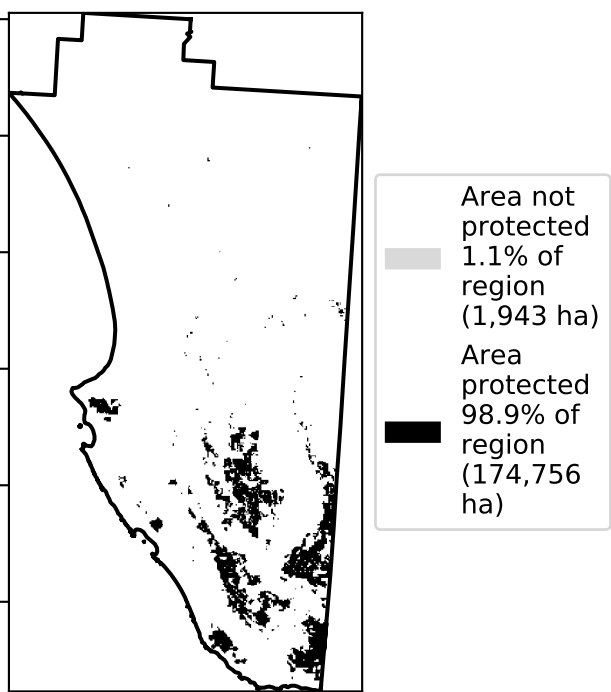 Area not
protected
1.1% of
region
(1,943 ha)
Area
protected
98.9% of
region
(174,756
ha)